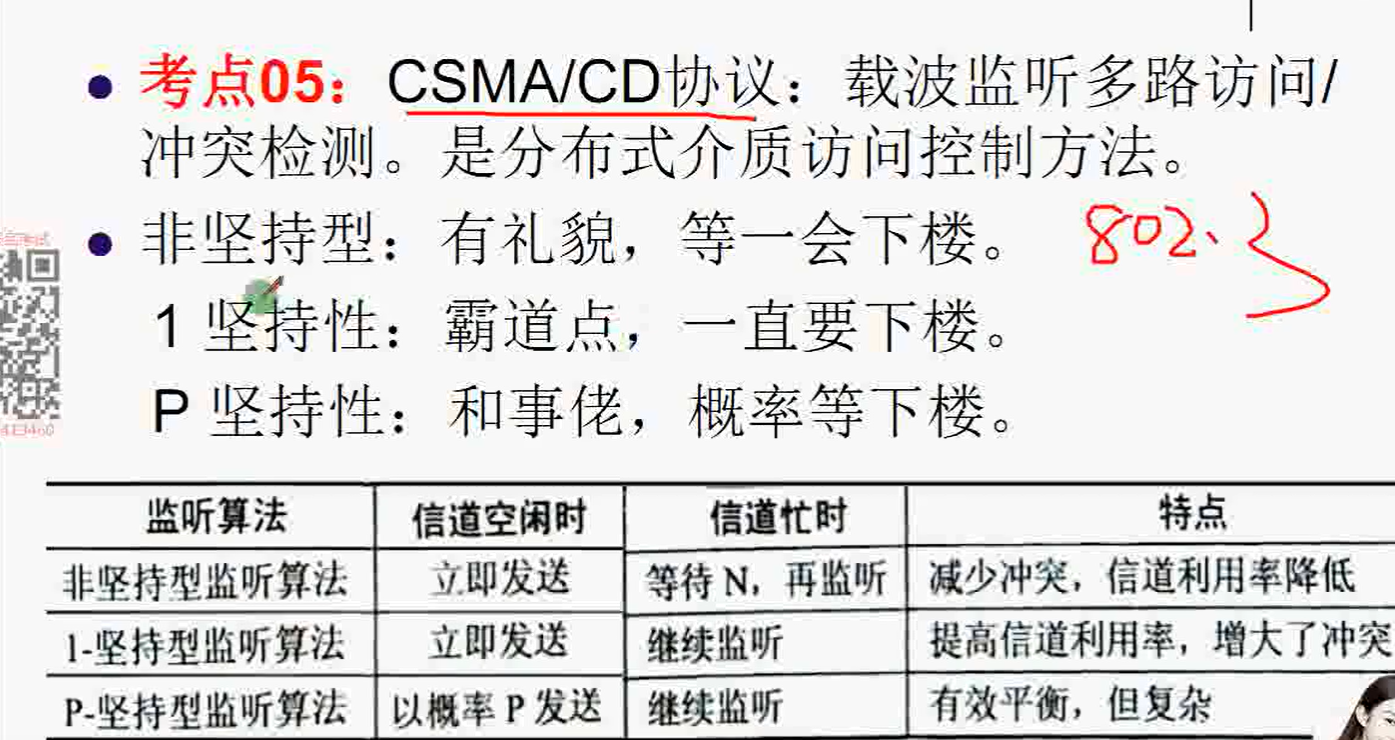 考点05：CSMA/CD协议：载波监听多路访问/
冲突检测。是分布式介质访问控制方法。
非坚持型：有礼貌，等一会下楼。
802.3
1 坚持性：霸道点，一直要下楼。
P 坚持性：和事佬，概率等下楼。
监听算法 信道空闲时 信道忙时 特点
非坚持型监听算法 立即发送 等待 N，再监听 减少冲突，信道利用率降低
1-坚持型监听算法 立即发送 继续监听 提高信道利用率，增大了冲突
P-坚持型监听算法 以概率 P 发送 继续监听 有效平衡，但复杂